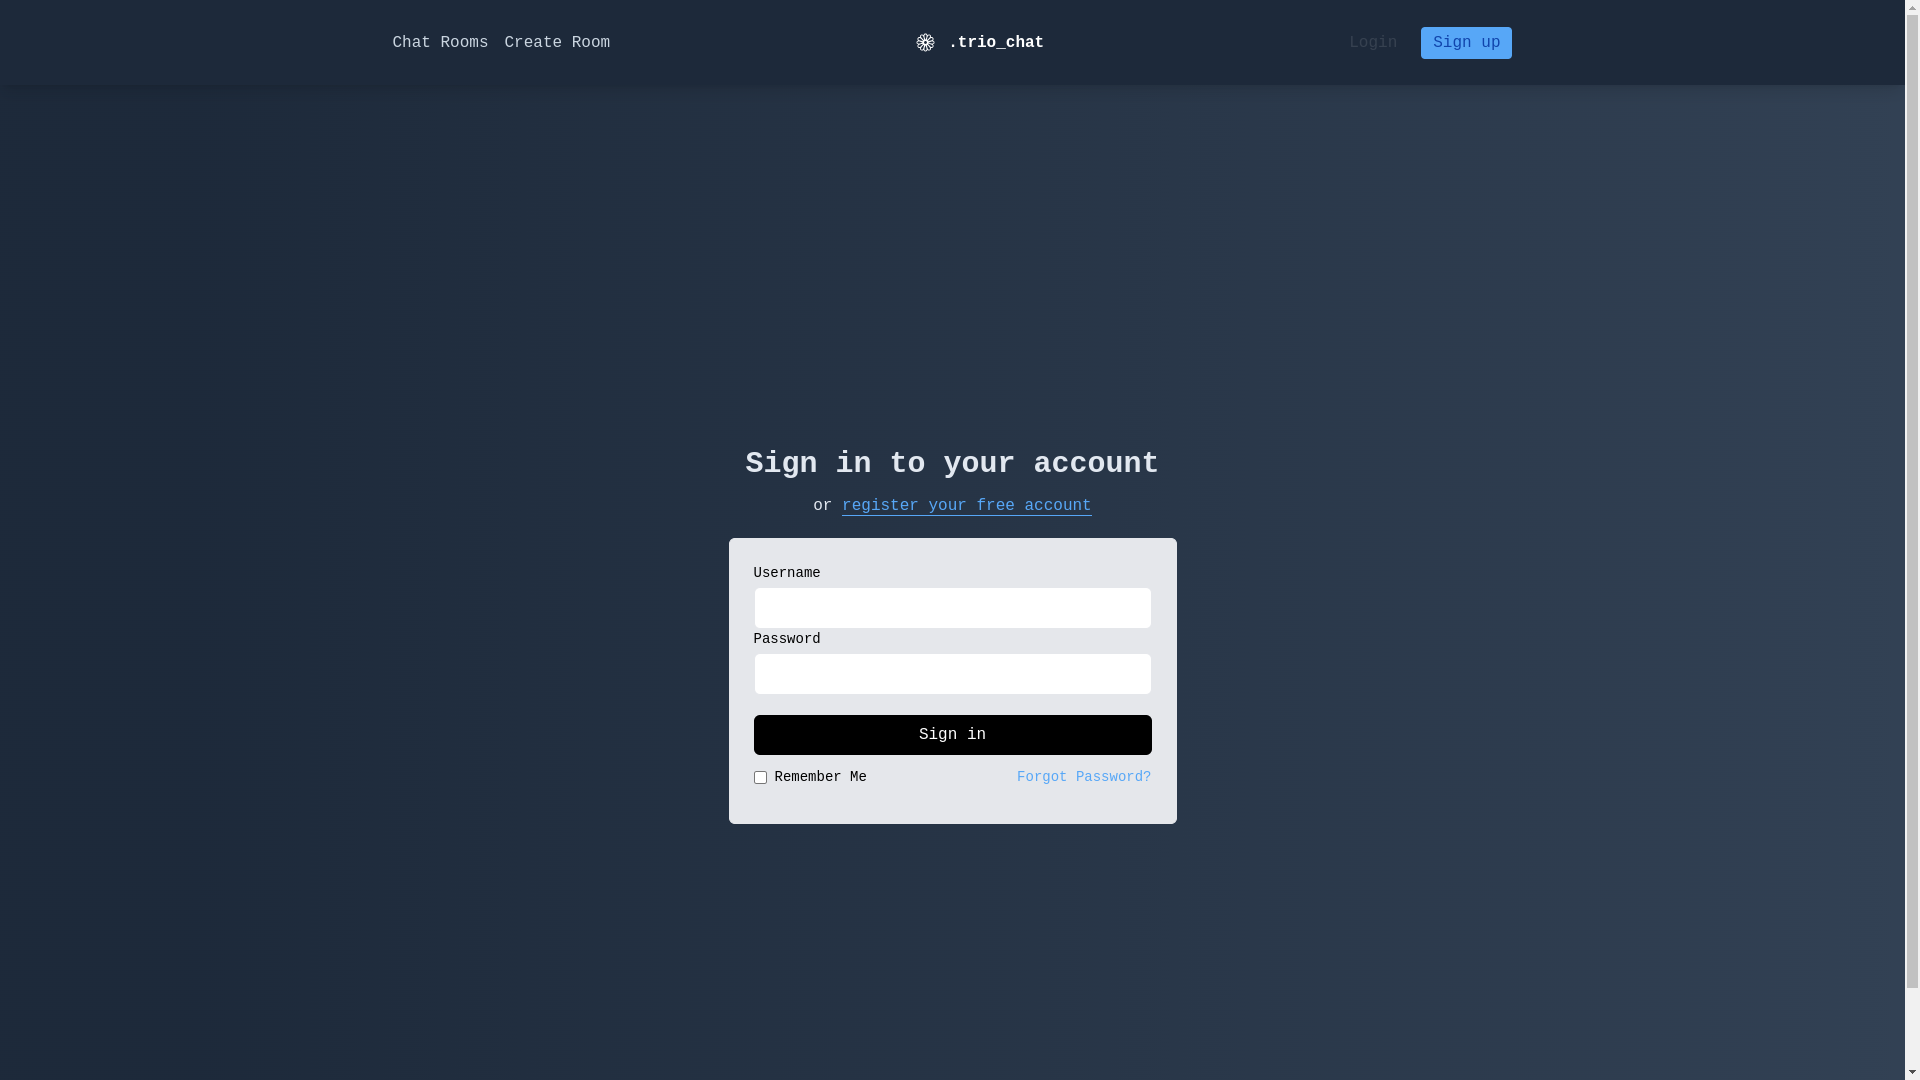 Chat Rooms Create Room .trio_chat Login Sign up
Sign in to your account
or register your free account
Username
Password
Sign in
Remember Me Forgot Password?